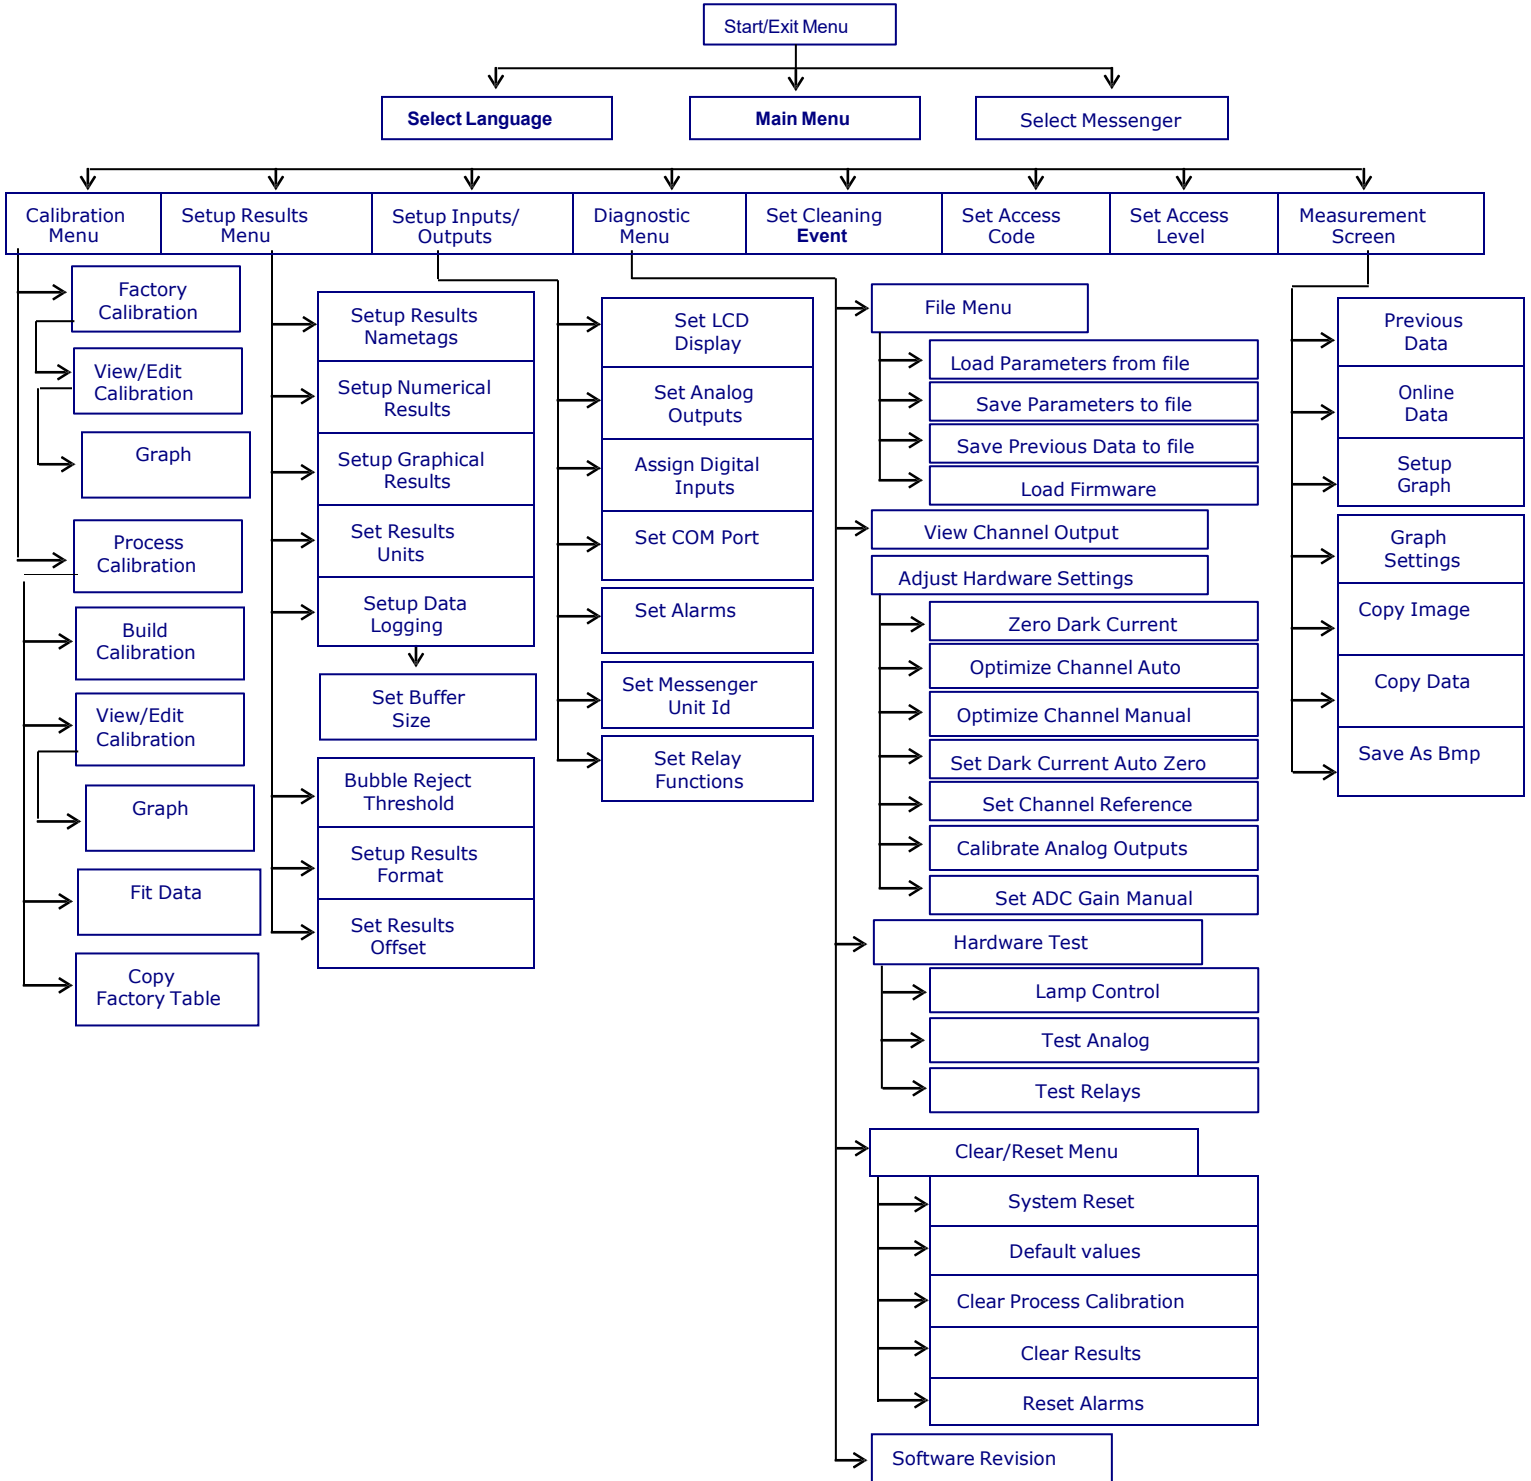 Start/Exit Menu
Select Language
Main Menu
Select Messenger
Calibration
Menu
Setup Results
Menu
Setup Inputs/
Outputs
Diagnostic
Menu
Set Cleaning
Event
Set Access
Code
Set Access
Level
Measurement
Screen
Factory
Calibration
View/Edit
Calibration
Graph
Process
Calibration
Build
Calibration
View/Edit
Calibration
Graph
Fit Data
Copy
Factory Table
Setup Results
Nametags
Setup Numerical
Results
Setup Graphical
Results
Set Results
Units
Setup Data
Logging
Set Buffer
Size
Bubble Reject
Threshold
Setup Results
Format
Set Results
Offset
Set LCD
Display
Set Analog
Outputs
Assign Digital
Inputs
Set COM Port
Set Alarms
Set Messenger
Unit Id
Set Relay
Functions
File Menu
Load Parameters from file
Save Parameters to file
Save Previous Data to file
Load Firmware
View Channel Output
Adjust Hardware Settings
Zero Dark Current
Optimize Channel Auto
Optimize Channel Manual
Set Dark Current Auto Zero
Set Channel Reference
Calibrate Analog Outputs
Set ADC Gain Manual
Hardware Test
Lamp Control
Test Analog
Test Relays
Clear/Reset Menu
System Reset
Default values
Clear Process Calibration
Clear Results
Reset Alarms
Software Revision
Previous
Data
Online
Data
Setup
Graph
Graph
Settings
Copy Image
Copy Data
Save As Bmp